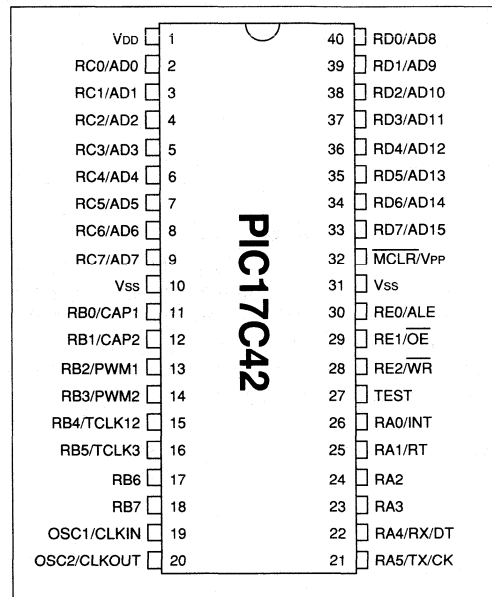 VDD 1 40 RD0/AD8
RC0/AD0 2 39 RD1/AD9
RC1/AD1 3 38 RD2/AD10
RC2/AD2 4 37 RD3/AD11
RC3/AD3 5 36 RD4/AD12
RC4/AD4 6 35 RD5/AD13
RC5/AD5 7 34 RD6/AD14
RC6/AD6 8 33 RD7/AD15
RC7/AD7 9 32 MCLR/VPP
VSS 10 31 VSS
RB0/CAP1 11 30 RE0/ALE
RB1/CAP2 12 29 RE1/OE
RB2/PWM1 13 28 RE2/WR
RB3/PWM2 14 27 TEST
RB4/TCLK12 15 26 RA0/INT
RB5/TCLK3 16 25 RA1/RT
RB6 17 24 RA2
RB7 18 23 RA3
OSC1/CLKIN 19 22 RA4/RX/DT
OSC2/CLKOUT 20 21 RA5/TX/CK
PIC17C42